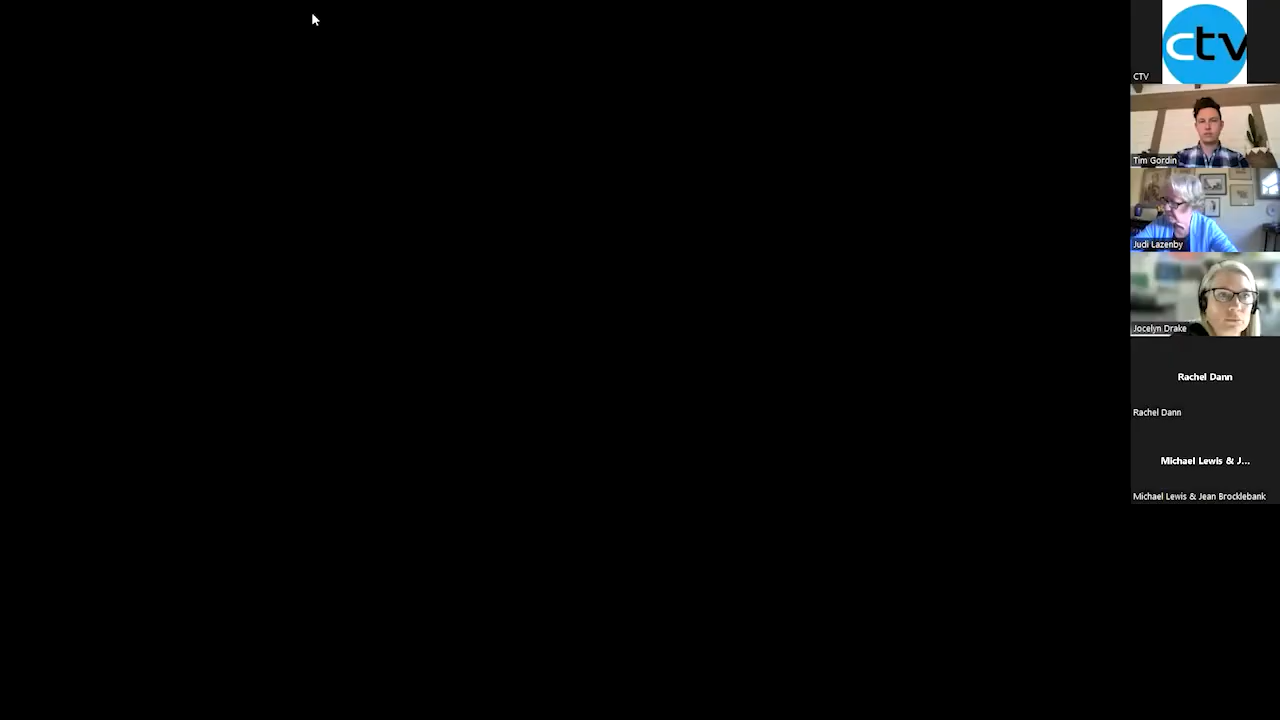 ctv
CTV
Tim Gordin
Judi Lazenby
Jocelyn Drake
Rachel Dann
Rachel Dann
Michael Lewis & J...
Michael Lewis & Jean Brocklebank